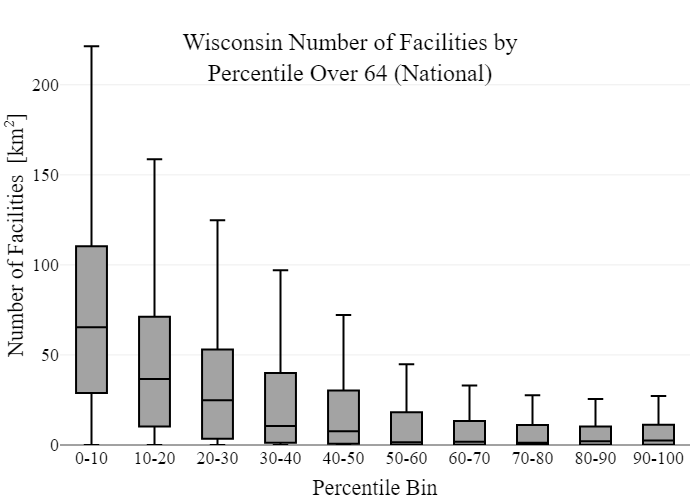 Wisconsin Number of Facilities by
Percentile Over 64 (National)
Number of Facilities [km²]
200
150
100
50
0
0-10 10-20 20-30 30-40 40-50 50-60 60-70 70-80 80-90 90-100
Percentile Bin